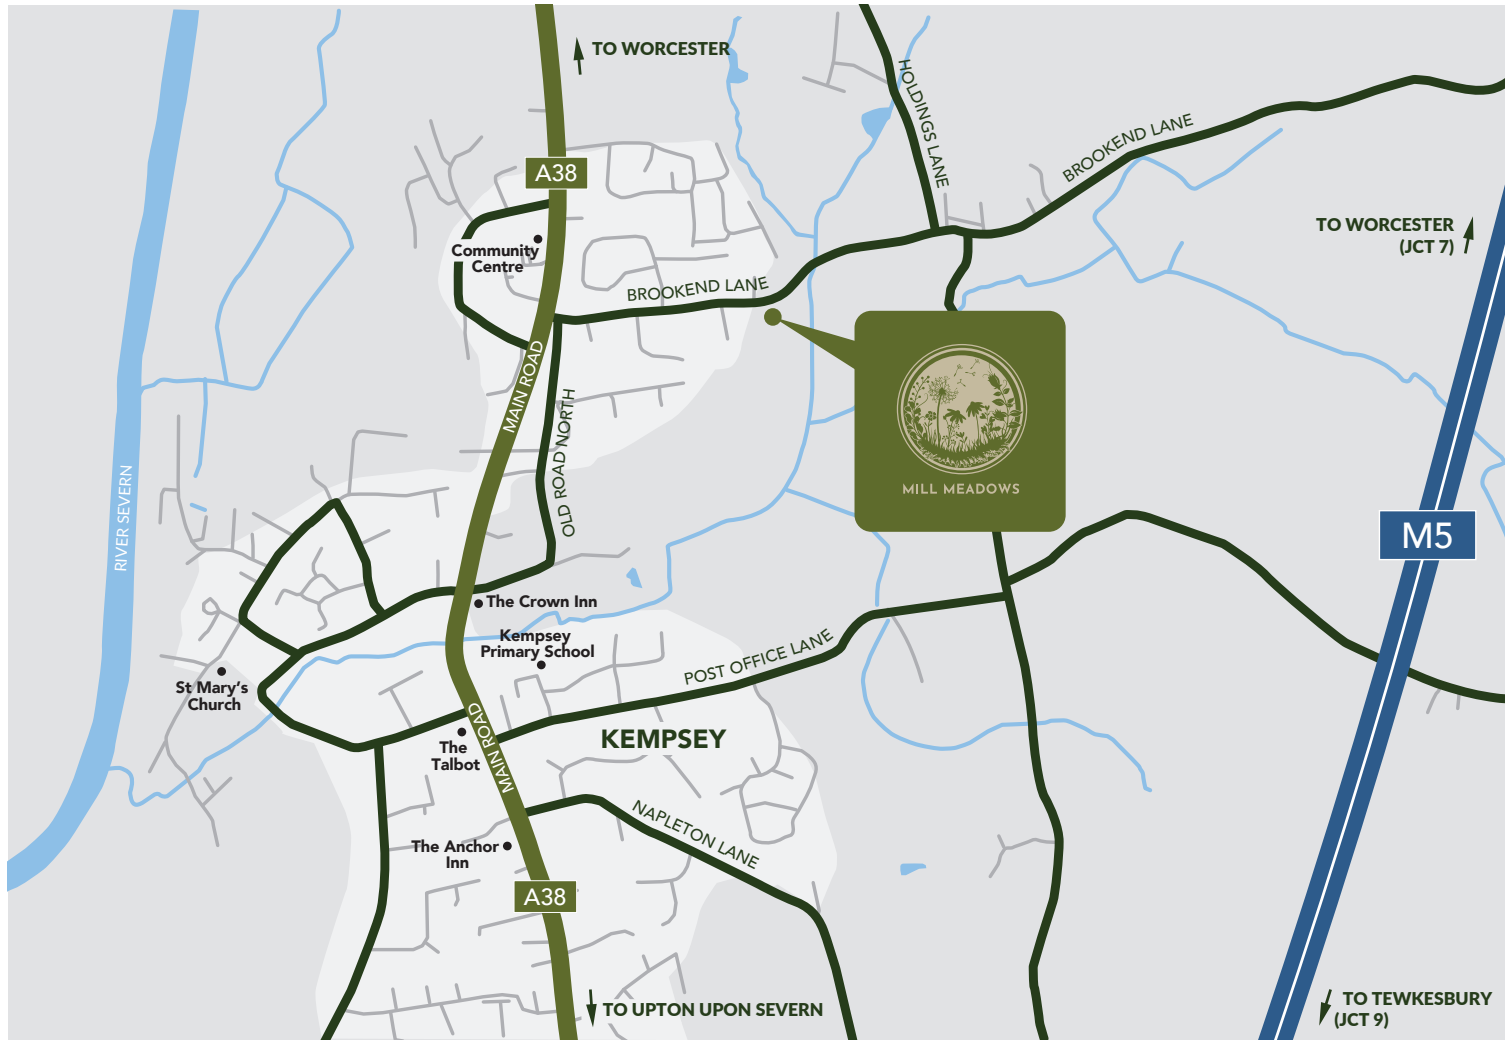 TO WORCESTER
HOLDINGS LANE
BROOKEND LANE
A38
TO WORCESTER
(JCT 7)
Community
Centre
BROOKEND LANE
MAIN ROAD
OLD ROAD NORTH
MILL MEADOWS
RIVER SEVERN
M5
The Crown Inn
Kempsey
Primary School
POST OFFICE LANE
St Mary's
Church
MAIN ROAD
The
Talbot
KEMPSEY
NAPLETON LANE
The Anchor
Inn
A38
TO UPTON UPON SEVERN
TO TEWKESBURY
(JCT 9)